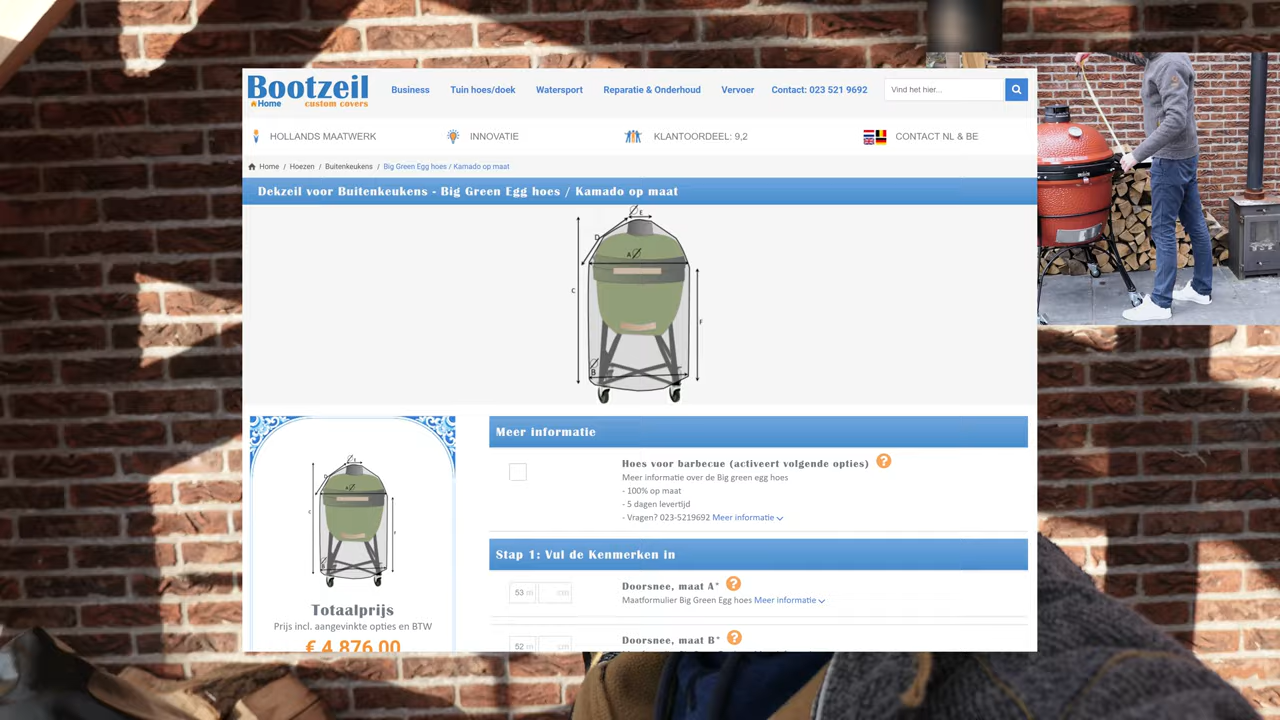 Bootzeil
Home custom covers
Business
Tuin hoes/doek
Watersport
Reparatie & Onderhoud
Vervoer
Contact: 023 521 9692
Vind het hier...
HOLLANDS MAATWERK
INNOVATIE
KLANTOORDEEL: 9,2
CONTACT NL & BE
Home / Hoezen / Buitenkeukens / Big Green Egg hoes / Kamado op maat
Dekzeil voor Buitenkeukens - Big Green Egg hoes / Kamado op maat
E
D
A
C
F
B
Meer informatie
Hoes voor barbecue (activeert volgende opties) ?
Meer informatie over de Big green egg hoes
- 100% op maat
- 5 dagen levertijd
- Vragen? 023-5219692 Meer informatie
Stap 1: Vul de Kenmerken in
53 m cm
Doorsnee, maat A* ?
Maatformulier Big Green Egg hoes Meer informatie
52 m cm
Doorsnee, maat B* ?
Totaalprijs
Prijs incl. aangevinkte opties en BTW
€ 4.876,00